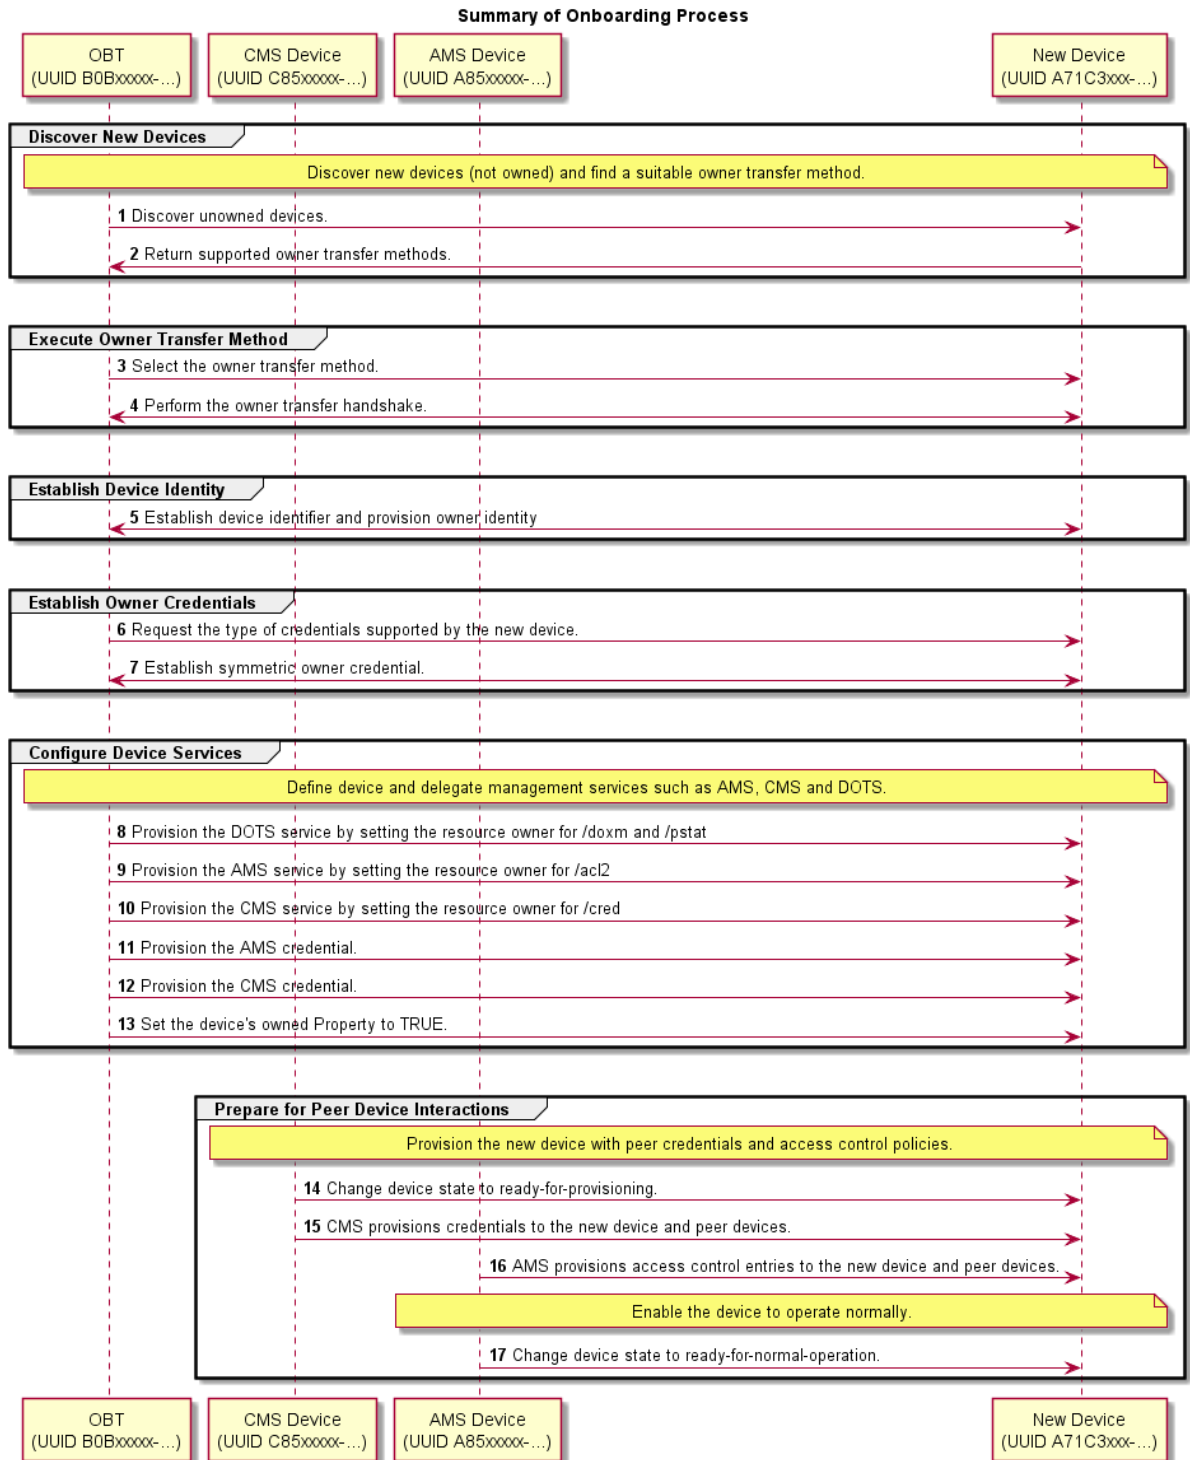 Summary of Onboarding Process
OBT
(UUID B0Bxxxxx-...)
CMS Device
(UUID C85xxxxx-...)
AMS Device
(UUID A85xxxxx-...)
New Device
(UUID A71C3xxx-...)
Discover New Devices
Discover new devices (not owned) and find a suitable owner transfer method.
1 Discover unowned devices.
2 Return supported owner transfer methods.
Execute Owner Transfer Method
3 Select the owner transfer method.
4 Perform the owner transfer handshake.
Establish Device Identity
5 Establish device identifier and provision owner identity
Establish Owner Credentials
6 Request the type of credentials supported by the new device.
7 Establish symmetric owner credential.
Configure Device Services
Define device and delegate management services such as AMS, CMS and DOTS.
8 Provision the DOTS service by setting the resource owner for /doxm and /pstat
9 Provision the AMS service by setting the resource owner for /acl2
10 Provision the CMS service by setting the resource owner for /cred
11 Provision the AMS credential.
12 Provision the CMS credential.
13 Set the device's owned Property to TRUE.
Prepare for Peer Device Interactions
Provision the new device with peer credentials and access control policies.
14 Change device state to ready-for-provisioning.
15 CMS provisions credentials to the new device and peer devices.
16 AMS provisions access control entries to the new device and peer devices.
Enable the device to operate normally.
17 Change device state to ready-for-normal-operation.
OBT
(UUID B0Bxxxxx-...)
CMS Device
(UUID C85xxxxx-...)
AMS Device
(UUID A85xxxxx-...)
New Device
(UUID A71C3xxx-...)